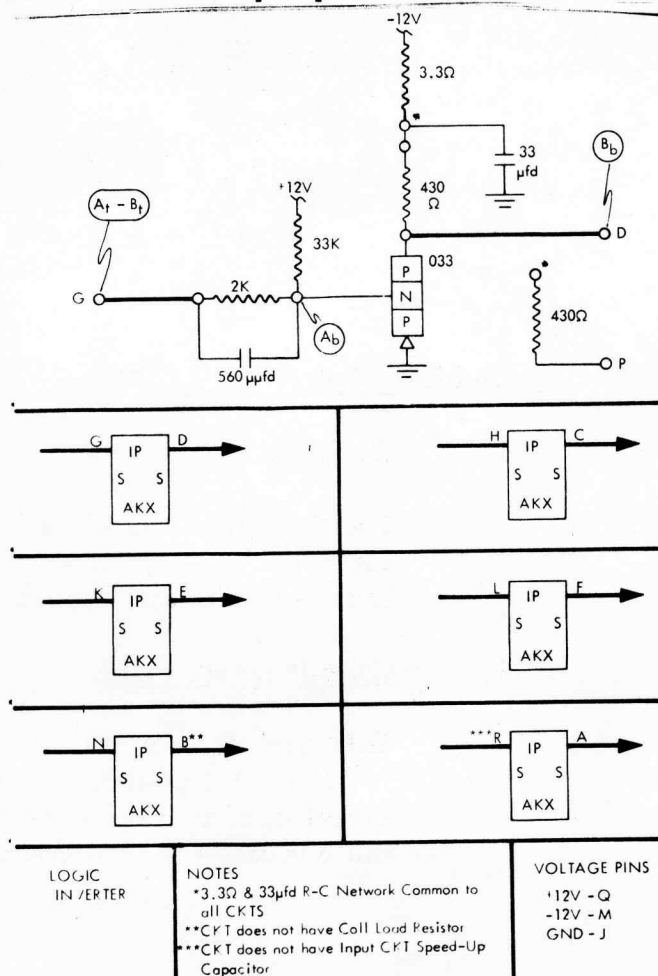 -12V
3.3Ω
*
33
μfd
Bb
At - Bt
+12V
430
Ω
D
33K
033
P
N
P
*
G
2K
Ab
430Ω
560 μμfd
P
G IP D
S S
AKX
H IP C
S S
AKX
K IP E
S S
AKX
L IP F
S S
AKX
N IP B**
S S
AKX
***R IP A
S S
AKX
LOGIC
IN/ERTER
NOTES
*3.3Ω & 33μfd R-C Network Common to
all CKTS
**CKT does not have Coll Load Resistor
***CKT does not have Input CKT Speed-Up
Capacitor
VOLTAGE PINS
+12V - Q
-12V - M
GND - J